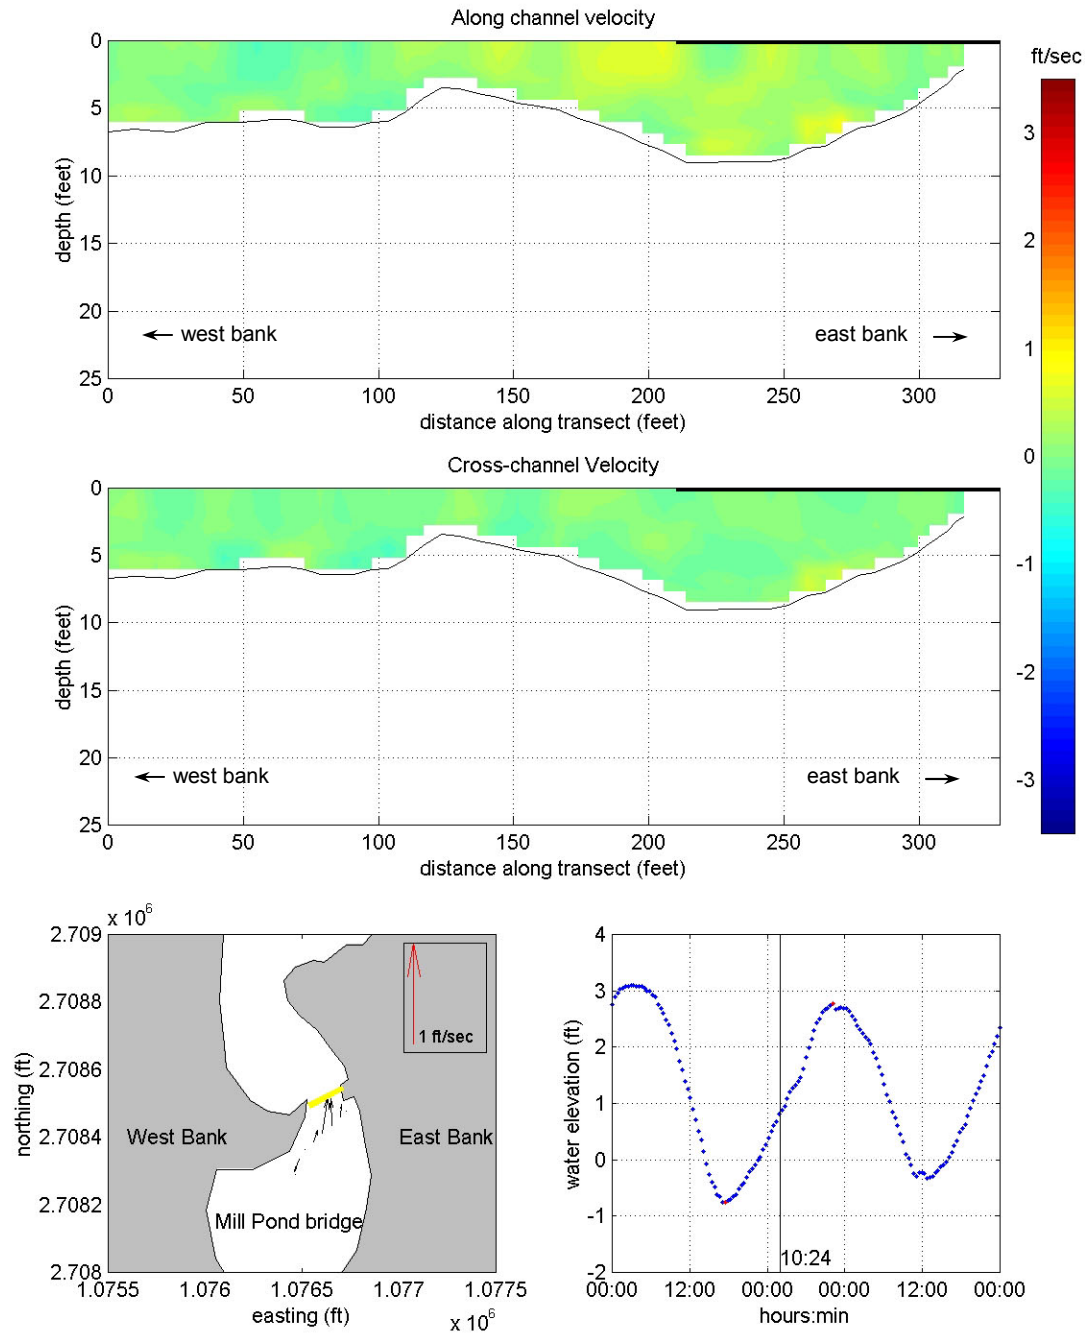 Along channel velocity
0
5
10
15
20
25
depth (feet)
west bank
east bank
0 50 100 150 200 250 300
distance along transect (feet)
ft/sec
3
2
1
0
-1
-2
-3
Cross-channel Velocity
0
5
10
15
20
25
depth (feet)
west bank
east bank
0 50 100 150 200 250 300
distance along transect (feet)
x 10^6
2.709
2.7088
2.7086
2.7084
2.7082
2.708
northing (ft)
1 ft/sec
West Bank
East Bank
Mill Pond bridge
1.0755 1.076 1.0765 1.077 1.0775
easting (ft)
x 10^6
4
3
2
1
0
-1
-2
water elevation (ft)
10:24
00:00 12:00 00:00 12:00 00:00 00:00
hours:min